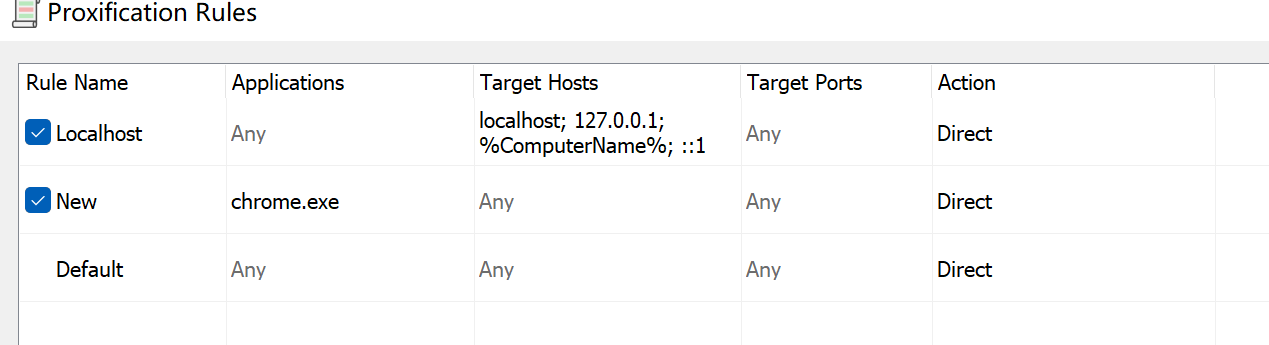 Proxification Rules
Rule Name Applications Target Hosts Target Ports Action
Localhost Any localhost; 127.0.0.1; %ComputerName%; ::1 Any Direct
New chrome.exe Any Any Direct
Default Any Any Any Direct